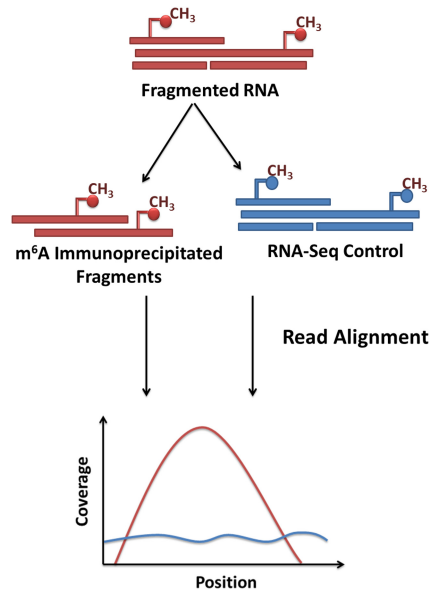 CH₃
CH₃
Fragmented RNA
CH₃
CH₃
CH₃
CH₃
m⁶A Immunoprecipitated
Fragments
RNA-Seq Control
Read Alignment
Coverage
Position